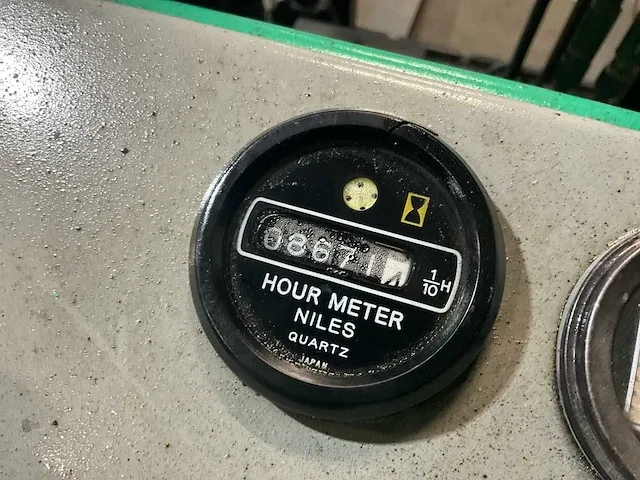 08671
1/10 H
HOUR METER
NILES
QUARTZ
JAPAN